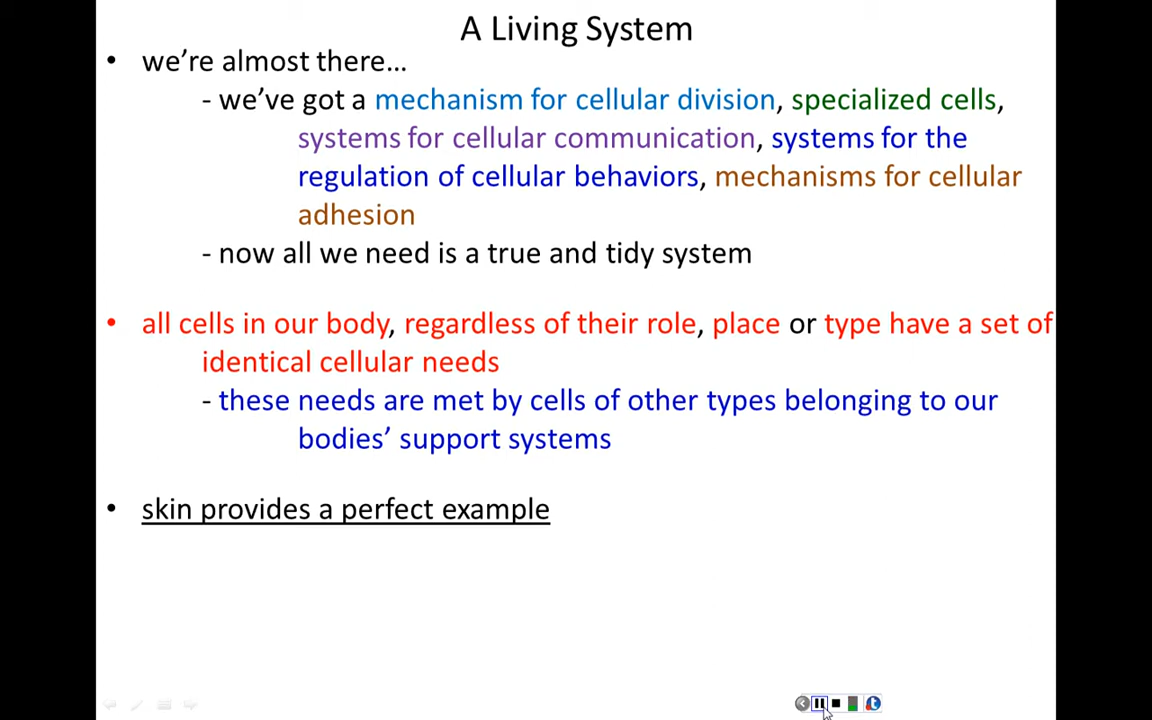 A Living System
• we’re almost there…
- we’ve got a mechanism for cellular division, specialized cells,
systems for cellular communication, systems for the
regulation of cellular behaviors, mechanisms for cellular
adhesion
- now all we need is a true and tidy system
• all cells in our body, regardless of their role, place or type have a set of
identical cellular needs
- these needs are met by cells of other types belonging to our
bodies’ support systems
• skin provides a perfect example